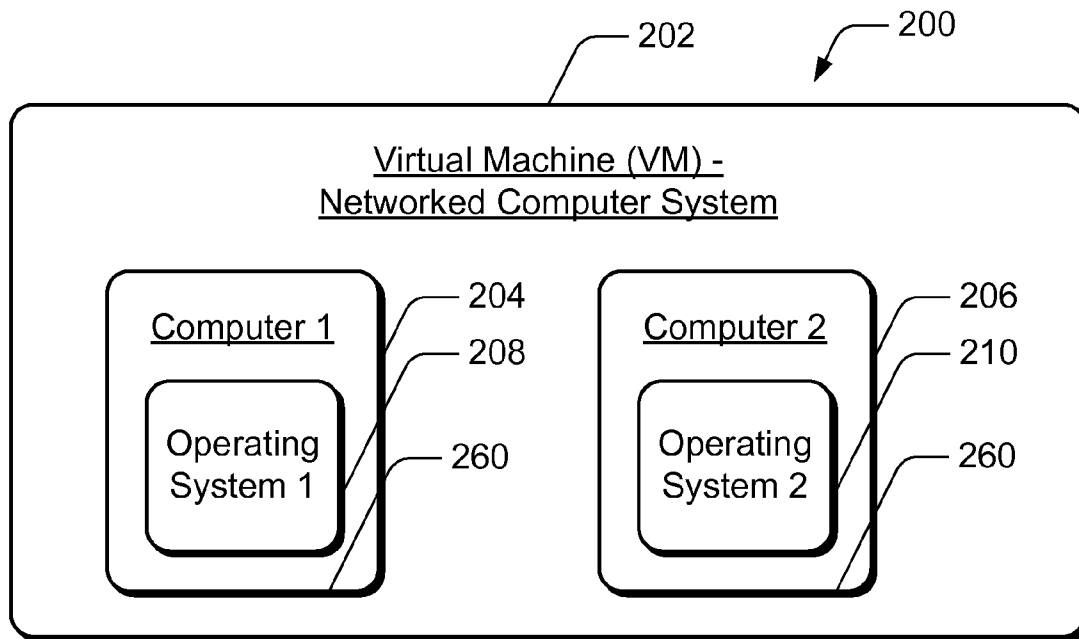 202
200
Virtual Machine (VM) -
Networked Computer System
Computer 1
204
208
Operating
System 1
260
Computer 2
206
210
Operating
System 2
260